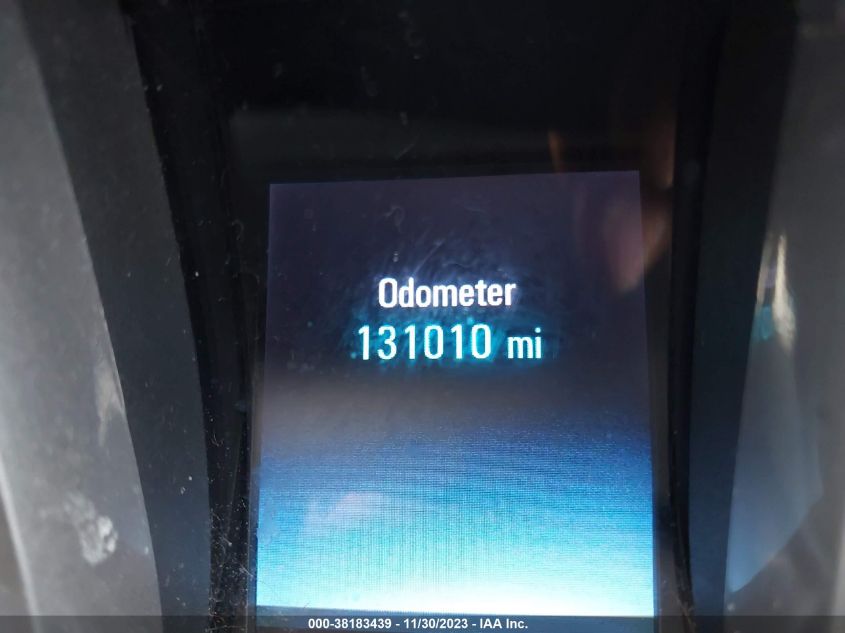 Odometer
131010 mi
000-38183439 - 11/30/2023 - IAA Inc.